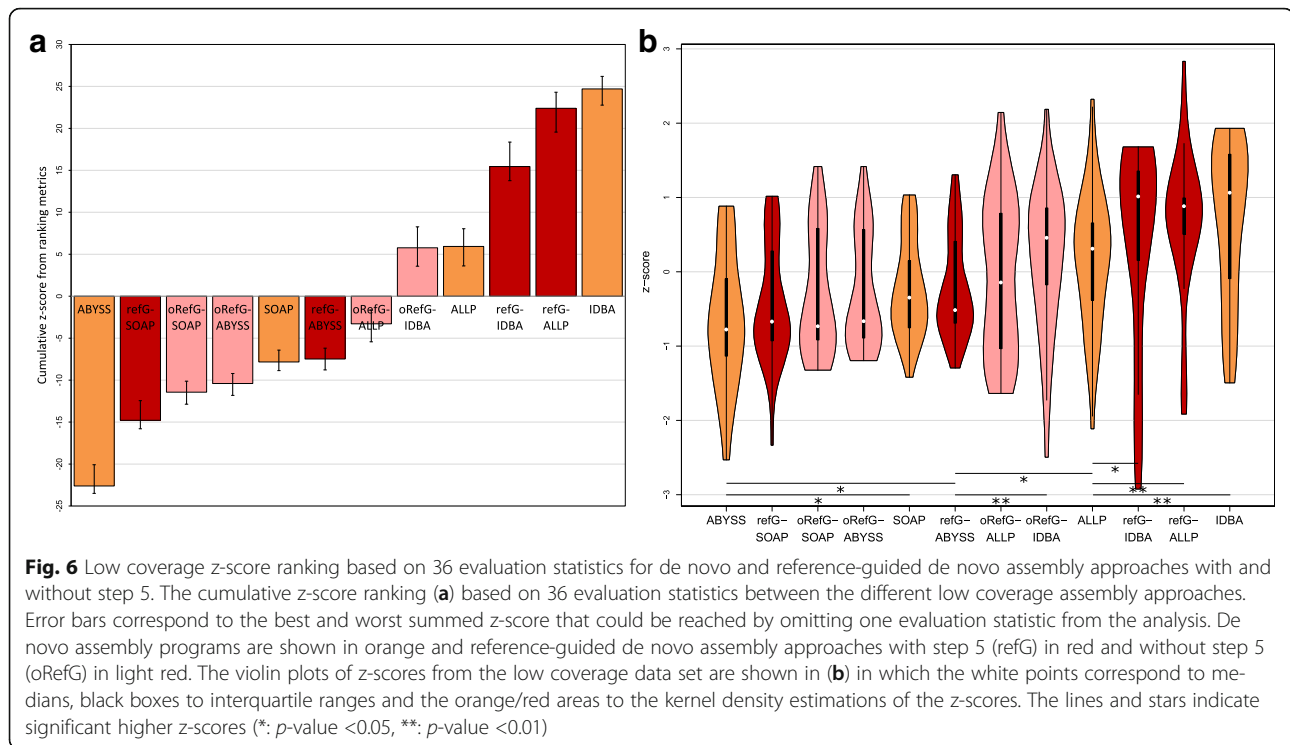 a
30
25
20
15
10
5
0
-5
-10
-15
-20
-25
Cumulative z-score from ranking metrics
ABYSS
refG-
SOAP
oRefG-
SOAP
oRefG-
ABYSS
SOAP
refG-
ABYSS
oRefG-
ALLP
oRefG-
IDBA
ALLP
refG-
IDBA
refG-
ALLP
IDBA
b
3
2
1
0
−1
−2
−3
z−score
*
*
*
**
*
**
**
ABYSS
refG−
SOAP
oRefG−
SOAP
oRefG−
ABYSS
SOAP
refG−
ABYSS
oRefG−
ALLP
oRefG−
IDBA
ALLP
refG−
IDBA
refG−
ALLP
IDBA
Fig. 6 Low coverage z-score ranking based on 36 evaluation statistics for de novo and reference-guided de novo assembly approaches with and
without step 5. The cumulative z-score ranking (a) based on 36 evaluation statistics between the different low coverage assembly approaches.
Error bars correspond to the best and worst summed z-score that could be reached by omitting one evaluation statistic from the analysis. De
novo assembly programs are shown in orange and reference-guided de novo assembly approaches with step 5 (refG) in red and without step 5
(oRefG) in light red. The violin plots of z-scores from the low coverage data set are shown in (b) in which the white points correspond to me-
dians, black boxes to interquartile ranges and the orange/red areas to the kernel density estimations of the z-scores. The lines and stars indicate
significant higher z-scores (*: p-value <0.05, **: p-value <0.01)